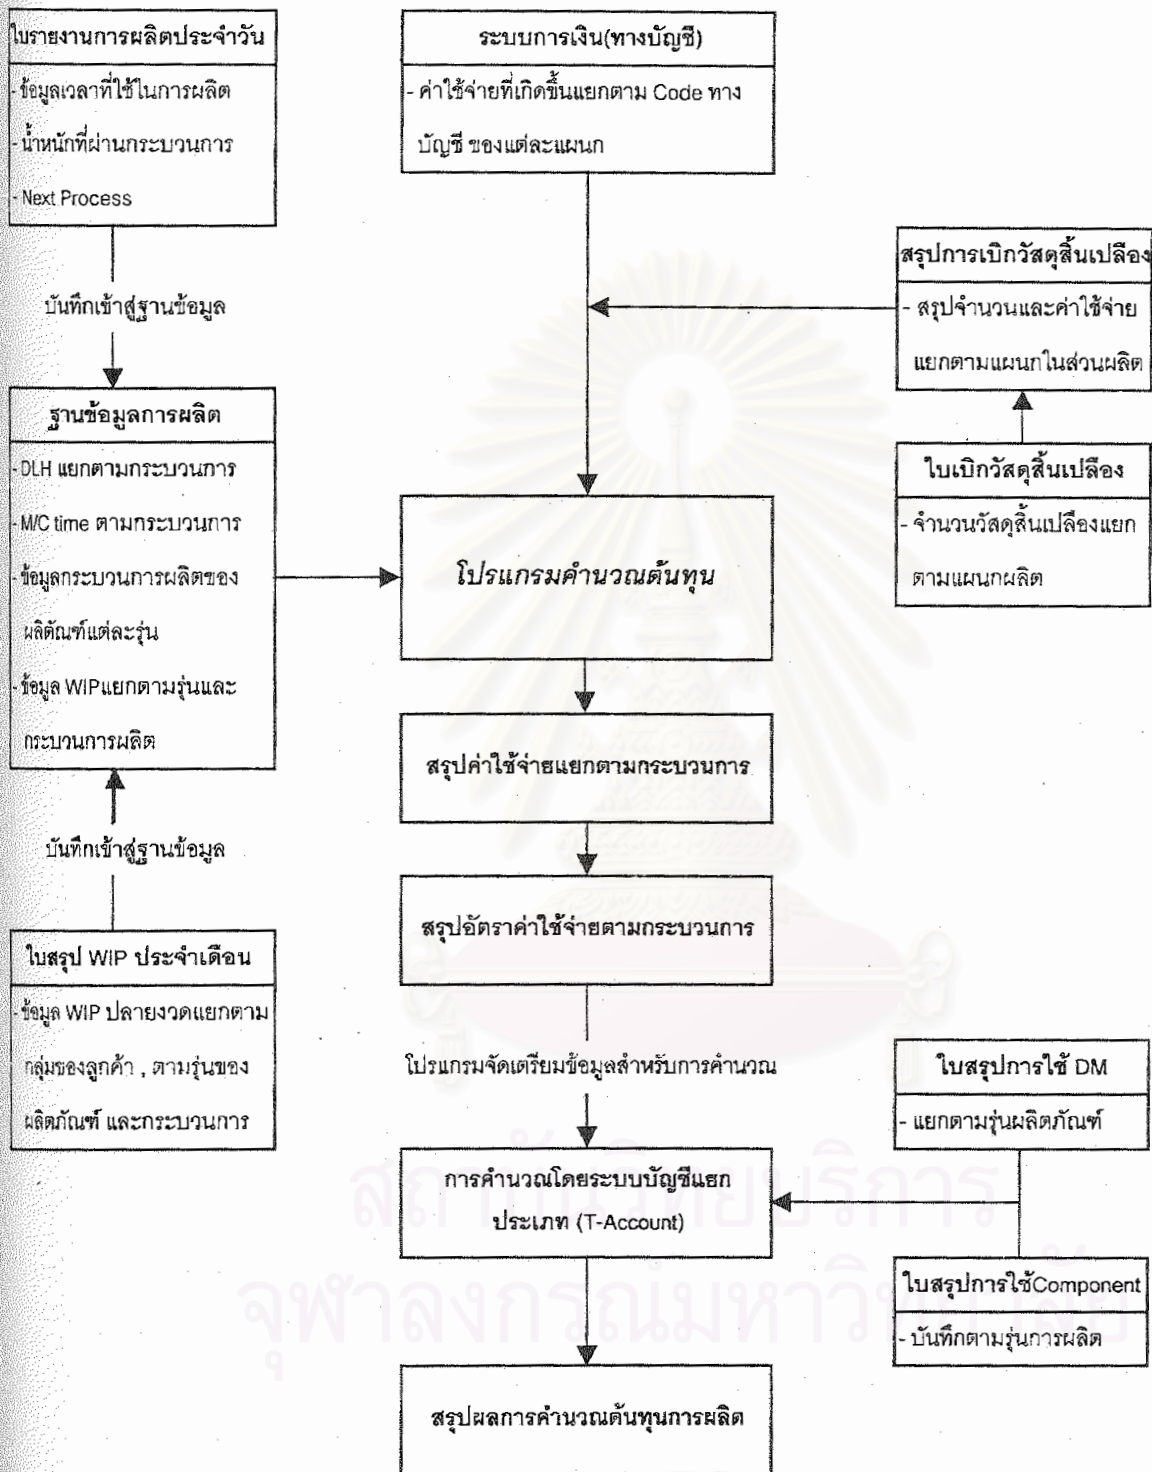 ใบรายงานการผลิตประจำวัน
- ข้อมูลเวลาที่ใช้ในการผลิต
- น้ำหนักที่ผ่านกระบวนการ
- Next Process
ระบบการเงิน(ทางบัญชี)
- ค่าใช้จ่ายที่เกิดขึ้นแยกตาม Code ทาง
บัญชี ของแต่ละแผนก
สรุปการเบิกวัสดุสิ้นเปลือง
- สรุปจำนวนและค่าใช้จ่าย
แยกตามแผนกในส่วนผลิต
บันทึกเข้าสู่ฐานข้อมูล
ฐานข้อมูลการผลิต
- DLH แยกตามกระบวนการ
- M/C time ตามกระบวนการ
- ข้อมูลกระบวนการผลิตของ
ผลิตัณฑ์แต่ละรุ่น
- ข้อมูล WIPแยกตามรุ่นและ
กระบวนการผลิต
ใบเบิกวัสดุสิ้นเปลือง
- จำนวนวัสดุสิ้นเปลืองแยก
ตามแผนกผลิต
โปรแกรมคำนวณต้นทุน
สรุปค่าใช้จ่ายแยกตามกระบวนการ
บันทึกเข้าสู่ฐานข้อมูล
สรุปอัตราค่าใช้จ่ายตามกระบวนการ
ใบสรุป WIP ประจำเดือน
- ข้อมูล WIP ปลายงวดแยกตาม
กลุ่มของลูกค้า , ตามรุ่นของ
ผลิตภัณฑ์ และกระบวนการ
โปรแกรมจัดเตรียมข้อมูลสำหรับการคำนวณ
ใบสรุปการใช้ DM
- แยกตามรุ่นผลิตภัณฑ์
การคำนวณโดยระบบบัญชีแยก
ประเภท (T-Account)
ใบสรุปการใช้Component
- บันทึกตามรุ่นการผลิต
สรุปผลการคำนวณต้นทุนการผลิต
สถาบันวิทยบริการ
จุฬาลงกรณ์มหาวิทยาลัย